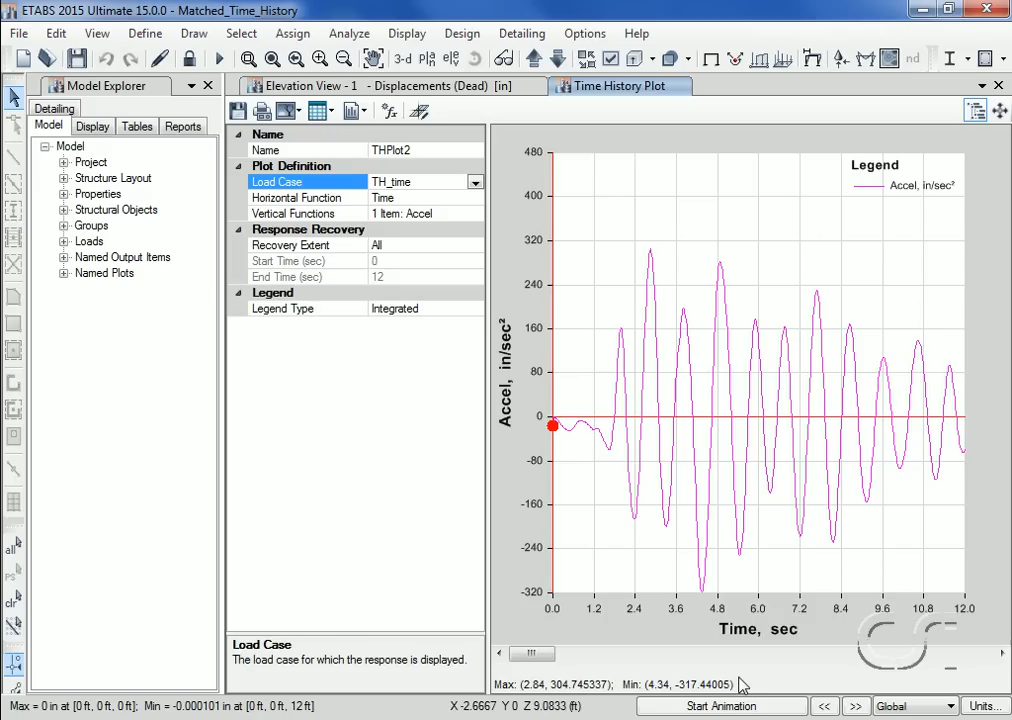 ETABS 2015 Ultimate 15.0.0 - Matched_Time_History
File Edit View Define Draw Select Assign Analyze Display Design Detailing Options Help
3-d pla ele nd
Model Explorer
Elevation View - 1 - Displacements (Dead) [in]
Time History Plot
Detailing
Model Display Tables Reports
Model
Project
Structure Layout
Properties
Structural Objects
Groups
Loads
Named Output Items
Named Plots
all
PS
clr
Name
Name THPlot2
Plot Definition
Load Case TH_time
Horizontal Function Time
Vertical Functions 1 Item: Accel
Response Recovery
Recovery Extent All
Start Time (sec) 0
End Time (sec) 12
Legend
Legend Type Integrated
Load Case
The load case for which the response is displayed.
Legend
Accel, in/sec²
480
400
320
240
160
80
0
-80
-160
-240
-320
Accel, in/sec²
0.0 1.2 2.4 3.6 4.8 6.0 7.2 8.4 9.6 10.8 12.0
Time, sec
CSI
Max: (2.84, 304.745337); Min: (4.34, -317.44005)
Max = 0 in at [0 ft, 0 ft, 0 ft]; Min = -0.000101 in at [0 ft, 0 ft, 12 ft]
X -2.6667 Y 0 Z 9.0833 (ft)
Start Animation << >> Global Units...